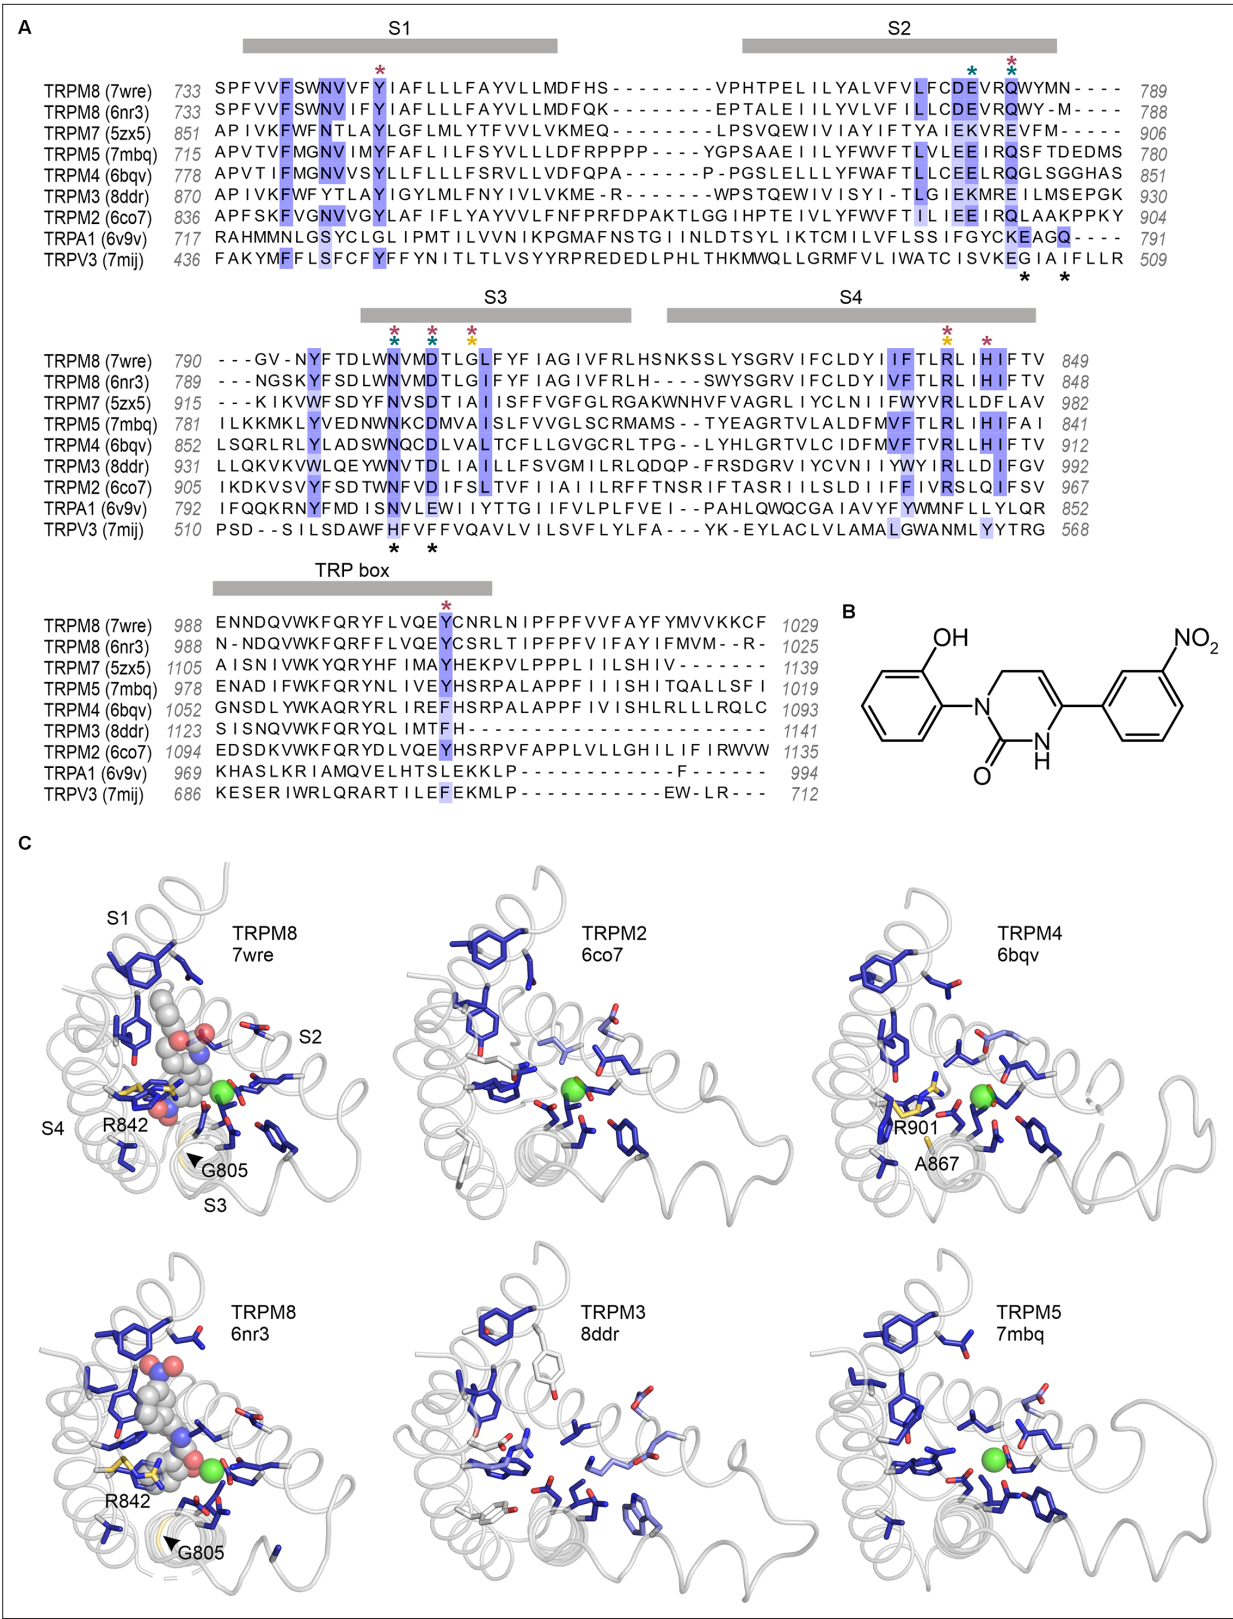 A
S1 S2
* * *
*
TRPM8 (7wre) 733 SPFVVFSWNVVFYIAFLLLFAYVLLMDFHS--------VPHTPELILYALVFVLFCDEVRQWYMN---- 789
TRPM8 (6nr3) 733 SPFVVFSWNVIFYIAFLLLFAYVLLMDFQK--------EPTALEIILYVLVFILLCDEVRQWY-M---- 788
TRPM7 (5zx5) 851 APIVKFWFNTLAYLGFLMLYTFVVLVKMEQ--------LPSVQEWIVIAYIFTYAIEKVREVFM----- 906
TRPM5 (7mbq) 715 APVTVFMGNVIMYFAFLILFSYVLLLDFRPPPP----YGPSAAEIILYFWVFTLVLEEIRQSFTDEDMS 780
TRPM4 (6bqv) 778 APVTIFMGNVVSYLLFLLLFSRVLLVDFQPA-----P-PGSLELLLYFWAFTLLCEELRQGLSGGHAS 851
TRPM3 (8ddr) 870 APIVKFWFYTLAYIGYLMLFNYIVLVKME-R------WPSTQEWIVISYI-TLGIEKMREILMSEPGK 930
TRPM2 (6co7) 836 APFSKFVGNVVGYLAFIFLYAYVVLFNFPRFDPAKTLGGIHPTEIVLYFWVFTILIEEIRQLAAKPPKY 904
TRPA1 (6v9v) 717 RAHMMNLGSYCLGLIPMTILVVNIKPGMAFNSTGIINLDTSYLIKTCMILVFLSSIFGYCKEAGQ---- 791
TRPV3 (7mij) 436 FAKYMFFLSFCFYFFYNITLTLVSYYRPREDEDLPHLTHKMWQLLGRMFVLIWATCISVKEGIAIFLLR 509
* *
S3 S4
* * * * *
* * * *
TRPM8 (7wre) 790 ---GV-NYFTDLWNVMDTLGLFYFIAGIVFRLHSNKSSLYSGRVIFCLDYIIFTLRLIHIFTV 849
TRPM8 (6nr3) 789 ---NGSKYFSDLWNVMDTLGIFYFIAGIVFRLH----SWYSGRVIFCLDYIVFTLRLIHIFTV 848
TRPM7 (5zx5) 915 ---KIKVWFSDYFNVSDTIAIISFFVGFGLRGAKWNHVFVAGRLIYCLNIIFWYVRLLDFLAV 982
TRPM5 (7mbq) 781 ILKKMKLYVEDNWNKCDMVAISLFVVGLSCRMAMS---TYEAGRTVLALDFMVFTLRLIHIFAI 841
TRPM4 (6bqv) 852 LSQRLRLYLADSWNQCDLVALTCFLLGVGCRLTPG---LYHLGRTVLCIDFMVFTVRLLHIFTV 912
TRPM3 (8ddr) 931 LLQKVKVWLQEYWNVTDLIAILLFSVGMILRLQDQP--FRSDGRVIYCVNIIYWYIRLLDIFGV 992
TRPM2 (6co7) 905 IKDKVSVYFSDTWNFVDIFSLTVFIIAIILRFFTNSRIFTASRIILSLDIIFFIVRSLQIFSV 967
TRPA1 (6v9v) 792 IFQQKRNYFMDISNVLEWIIYTTGIIFVLPLFVEI---PAHLQWQCGAIAVYFYWMNFLLYLQR 852
TRPV3 (7mij) 510 PSD--SILSDAWFHFVFFVQAVLVILSVFLYLFA---YK-EYLACLVLAMALGWANMLYYTRG 568
* *
TRP box
*
TRPM8 (7wre) 988 ENNDQVWKFQRYFLVQEYCNRLNIPFPFVVFAYFYMVVKKCF 1029
TRPM8 (6nr3) 988 N-NDQVWKFQRYFLVQEYCSRLNIPFPFVIFAYIFMVM--R- 1025
TRPM7 (5zx5) 1105 AISNIVWKYQRYHFIMAYHEKPVLPPPLIILSHIV------- 1139
TRPM5 (7mbq) 978 ENADIFWKFQRYNLIVEYHSRPALAPPFIIISHITQALLSFI 1019
TRPM4 (6bqv) 1052 GNSDLYWKAQRYRLIREFHSRPALAPPFIVISHLRLLLRQLC 1093
TRPM3 (8ddr) 1123 SISNQVWKFQRYQLIMTFH----------------------- 1141
TRPM2 (6co7) 1094 EDSDKVWKFQRYDLVQEYHSRPVFAPPLVLLGHILIFIRWVW 1135
TRPA1 (6v9v) 969 KHASLKRIAMQVELHTSLEKKLP------------F------ 994
TRPV3 (7mij) 686 KESERIWRLQRARTILEFEKMLP-----------EW-LR--- 712
B
OH
NO2
N
N
H
O
C
S1
TRPM8
7wre
S2
S4
R842
G805
S3
TRPM2
6co7
TRPM4
6bqv
R901
A867
TRPM8
6nr3
R842
G805
TRPM3
8ddr
TRPM5
7mbq